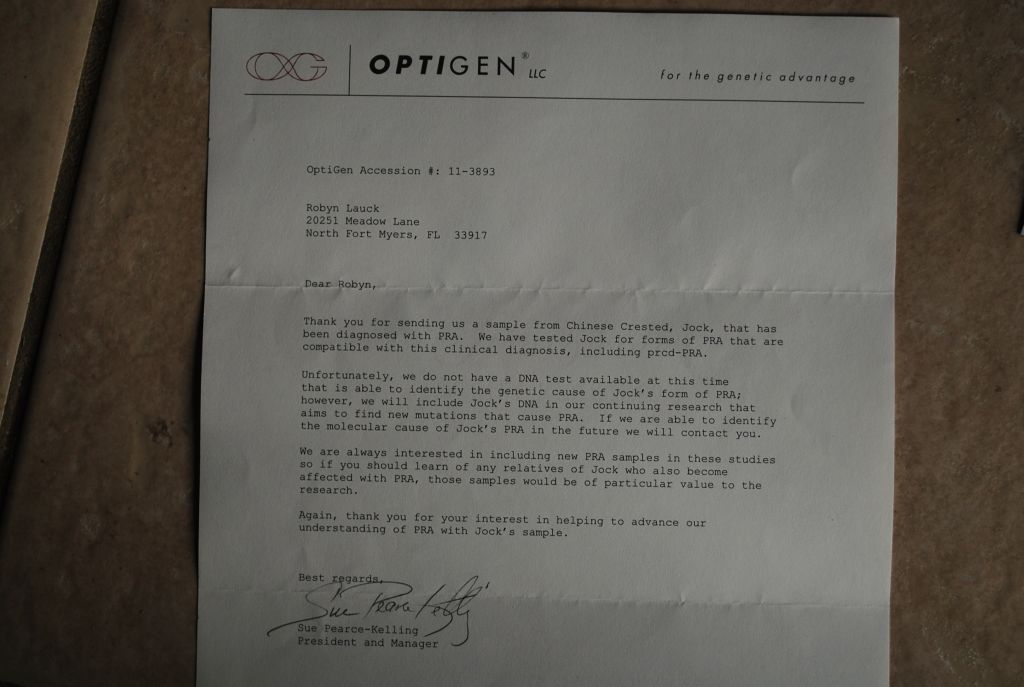 OG OPTIGEN® LLC for the genetic advantage
OptiGen Accession #: 11-3893
Robyn Lauck
20251 Meadow Lane
North Fort Myers, FL 33917
Dear Robyn,
Thank you for sending us a sample from Chinese Crested, Jock, that has
been diagnosed with PRA. We have tested Jock for forms of PRA that are
compatible with this clinical diagnosis, including prcd-PRA.
Unfortunately, we do not have a DNA test available at this time
that is able to identify the genetic cause of Jock's form of PRA;
however, we will include Jock's DNA in our continuing research that
aims to find new mutations that cause PRA. If we are able to identify
the molecular cause of Jock's PRA in the future we will contact you.
We are always interested in including new PRA samples in these studies
so if you should learn of any relatives of Jock who also become
affected with PRA, those samples would be of particular value to the
research.
Again, thank you for your interest in helping to advance our
understanding of PRA with Jock's sample.
Best regards,
Sue Pearce-Kelling
Sue Pearce-Kelling
President and Manager